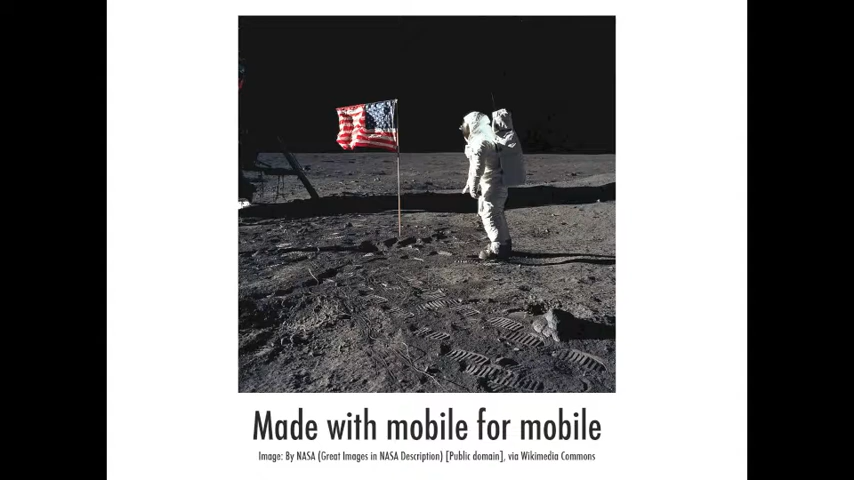 Made with mobile for mobile
Image: By NASA (Great Images in NASA Description) [Public domain], via Wikimedia Commons